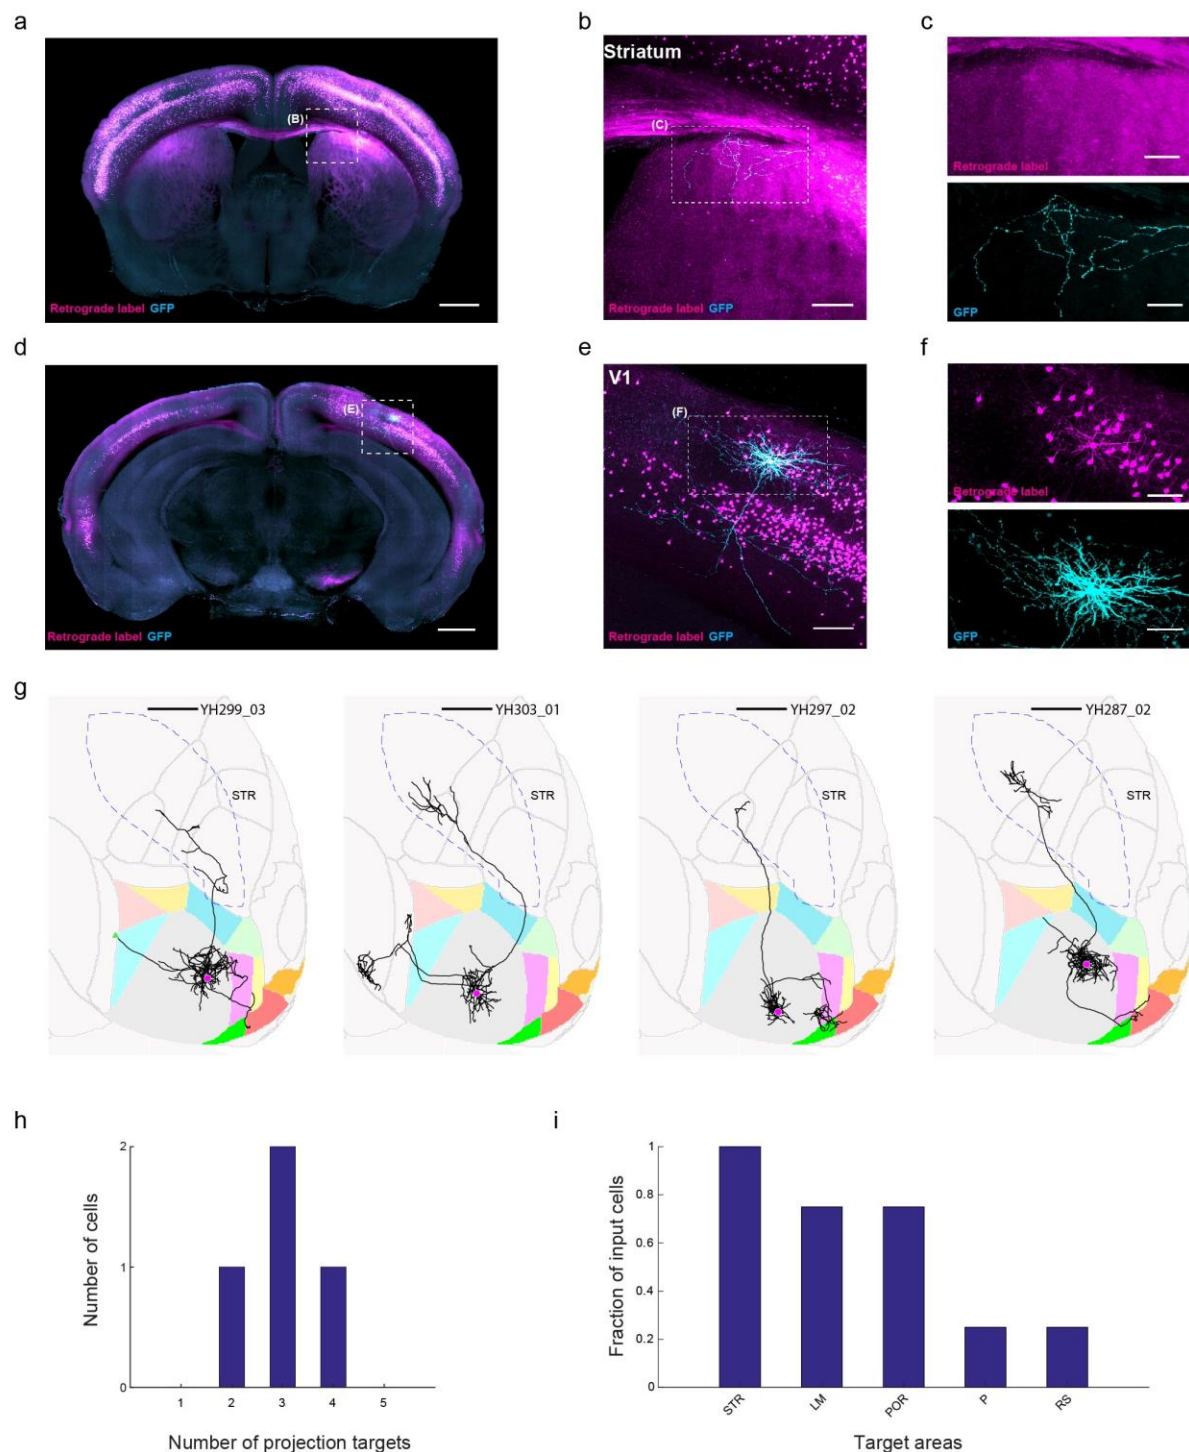 a
(B)
Retrograde label GFP
b
Striatum
(C)
Retrograde label GFP
c
Retrograde label
GFP
d
(E)
Retrograde label GFP
e
V1
(F)
Retrograde label GFP
f
Retrograde label
GFP
g
YH299_03
STR
YH303_01
STR
YH297_02
STR
YH287_02
STR
h
Number of cells
2
1
0
1 2 3 4 5
Number of projection targets
i
Fraction of input cells
1
0.8
0.6
0.4
0.2
0
STR LM POR P RS
Target areas